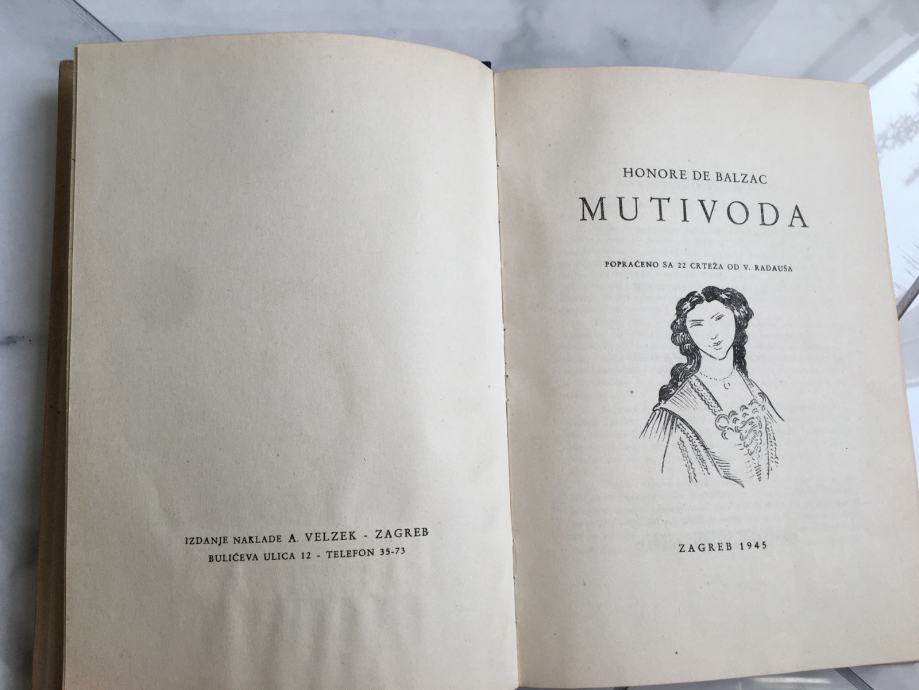 IZDANJE NAKLADE A. VELZEK - ZAGREB
BULIĆEVA ULICA 12 - TELEFON 35-73
HONORE DE BALZAC
MUTIVODA
POPRAĆENO SA 22 CRTEŽA OD V. RADAUŠA
ZAGREB 1945